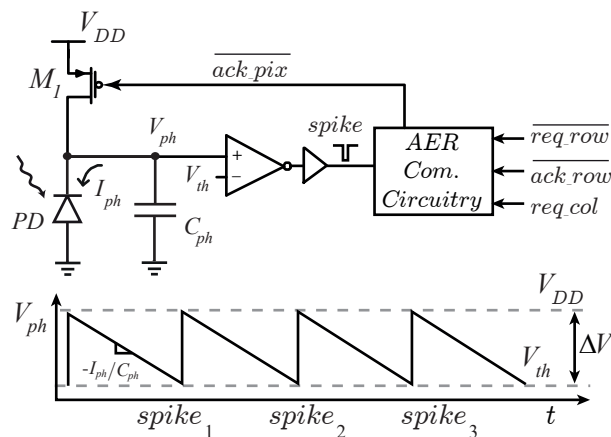 V_DD
M_1
ack_pix
V_ph
spike
AER
Com.
Circuitry
req_row
ack_row
req_col
V_th
+
−
I_ph
PD
C_ph
V_ph
V_DD
ΔV
-I_ph/C_ph
V_th
spike_1
spike_2
spike_3
t